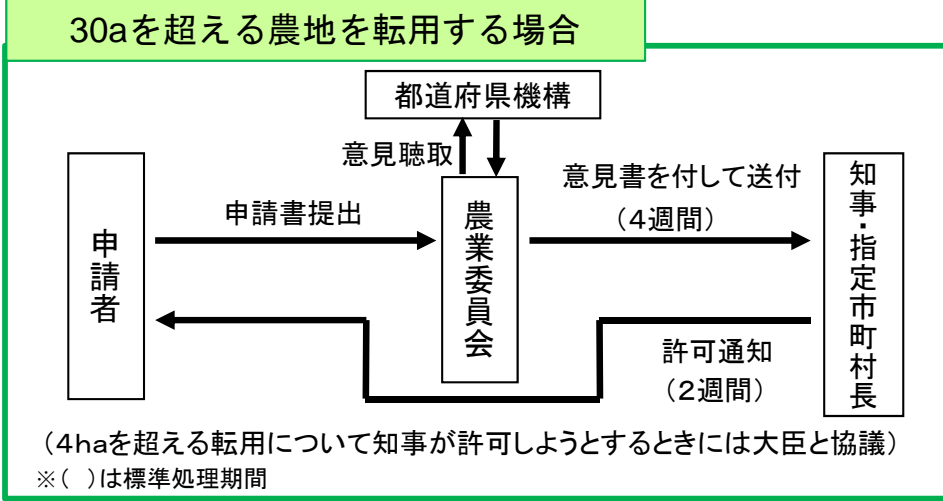 30aを超える農地を転用する場合
都道府県機構
意見聴取
申請者
申請書提出
農業委員会
意見書を付して送付
（4週間）
知事・指定市町村長
許可通知
（2週間）
（4haを超える転用について知事が許可しようとするときには大臣と協議）
※（　）は標準処理期間